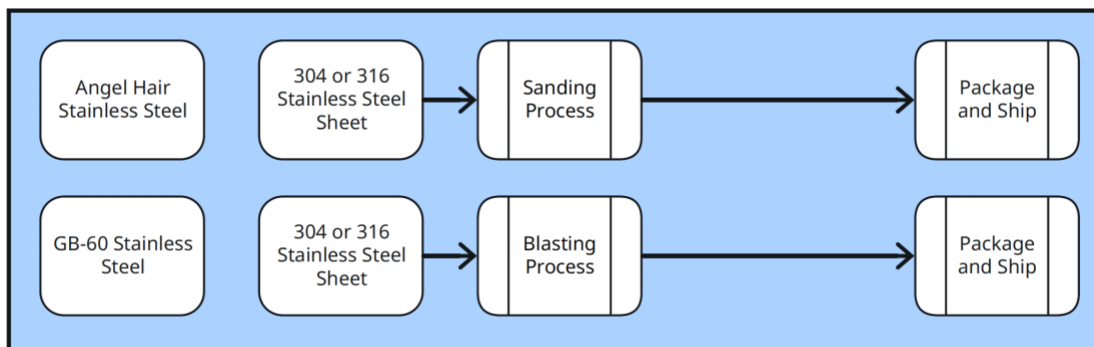 Angel Hair
Stainless Steel
304 or 316
Stainless Steel
Sheet
Sanding
Process
Package
and Ship
GB-60 Stainless
Steel
304 or 316
Stainless Steel
Sheet
Blasting
Process
Package
and Ship